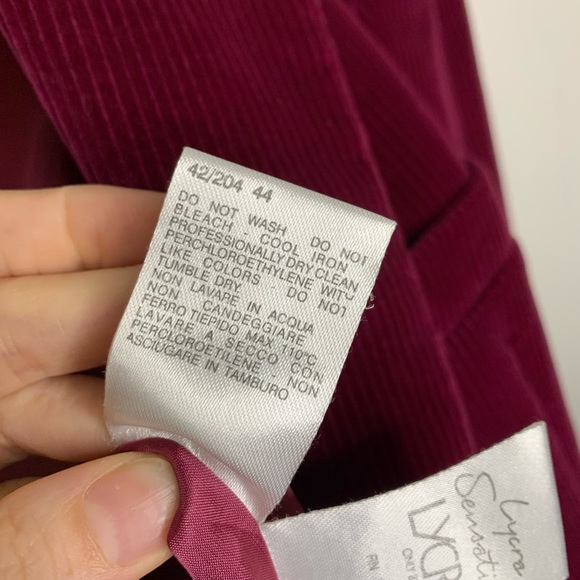 42/204 44
DO NOT WASH DO NOT
BLEACH - COOL IRON
PROFESSIONALLY DRY CLEAN
PERCHLOROETHYLENE WITH
LIKE COLORS - DO NOT
TUMBLE DRY
NON LAVARE IN ACQUA
NON CANDEGGIARE
FERRO TIEPIDO MAX 110°C
LAVARE A SECCO CON
PERCLOROETILENE - NON
ASCIUGARE IN TAMBURO
Lycra
LYCR
ONLY
RN